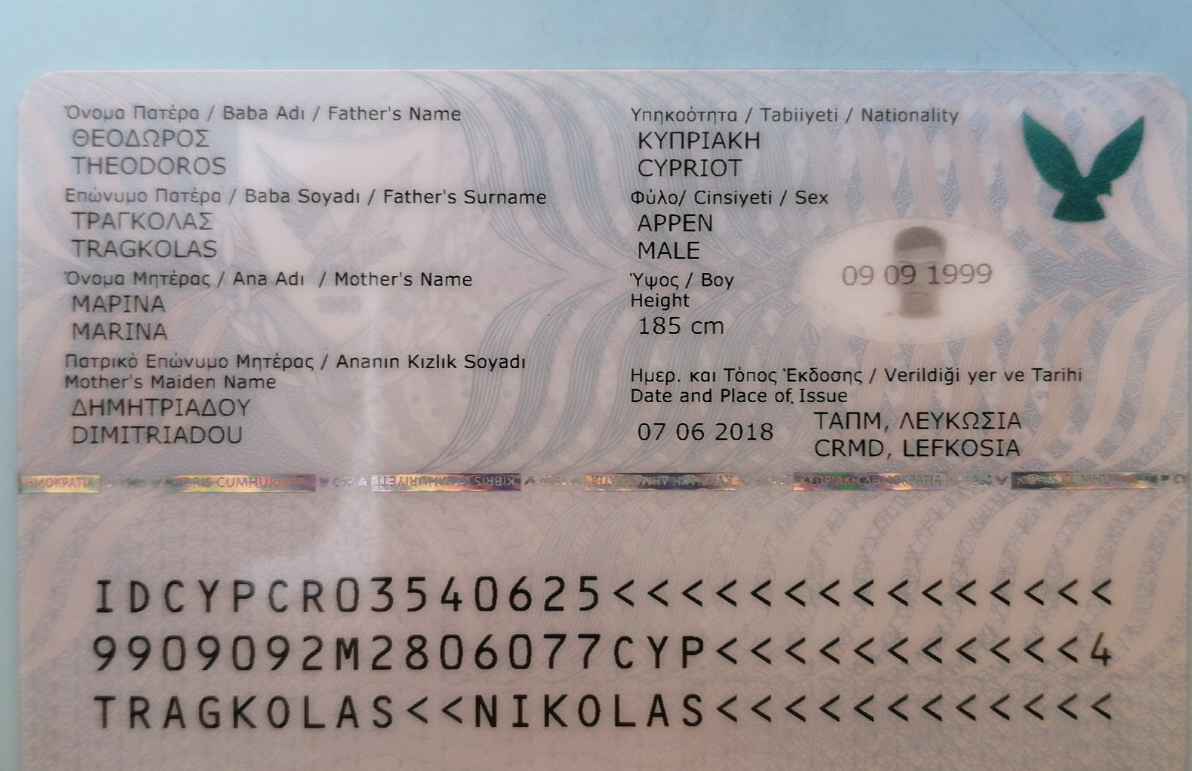 Όνομα Πατέρα / Baba Adı / Father's Name
ΘΕΟΔΩΡΟΣ
THEODOROS
Επώνυμο Πατέρα / Baba Soyadı / Father's Surname
ΤΡΑΓΚΟΛΑΣ
TRAGKOLAS
Όνομα Μητέρας / Ana Adı / Mother's Name
ΜΑΡΙΝΑ
MARINA
Πατρικό Επώνυμο Μητέρας / Ananın Kızlık Soyadı
Mother's Maiden Name
ΔΗΜΗΤΡΙΑΔΟΥ
DIMITRIADOU
Υπηκοότητα / Tabiiyeti / Nationality
ΚΥΠΡΙΑΚΗ
CYPRIOT
Φύλο/ Cinsiyeti / Sex
ΑΡΡΕΝ
MALE
Ύψος / Boy
Height
185 cm
09 09 1999
Ημερ. και Τόπος Έκδοσης / Verildiği yer ve Tarihi
Date and Place of Issue
07 06 2018
ΤΑΠΜ, ΛΕΥΚΩΣΙΑ
CRMD, LEFKOSIA
IDCYPCR03540625<<<<<<<<<<<<<<<
9909092M2806077CYP<<<<<<<<<<<4
TRAGKOLAS<<NIKOLAS<<<<<<<<<<<<